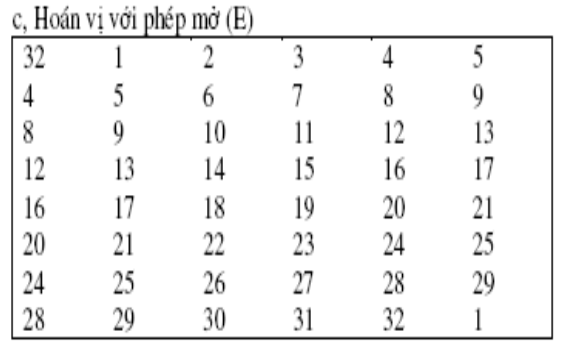 c, Hoán vị với phép mở (E)
32 1 2 3 4 5
4 5 6 7 8 9
8 9 10 11 12 13
12 13 14 15 16 17
16 17 18 19 20 21
20 21 22 23 24 25
24 25 26 27 28 29
28 29 30 31 32 1